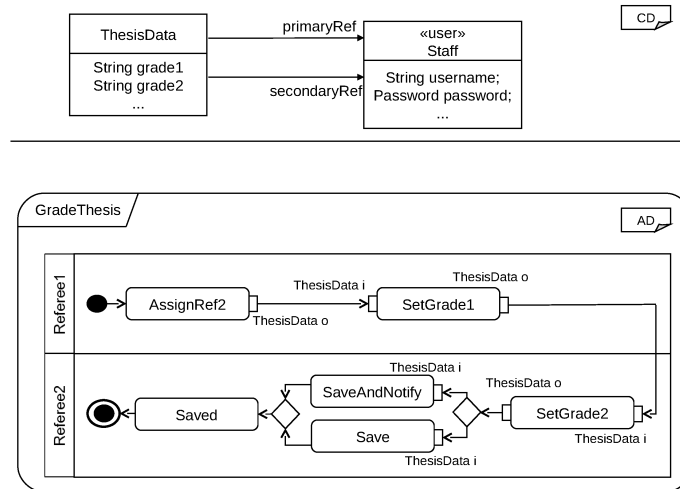 CD
ThesisData
String grade1
String grade2
...
primaryRef
secondaryRef
«user»
Staff
String username;
Password password;
...
GradeThesis
AD
Referee1
AssignRef2
ThesisData o
ThesisData i
SetGrade1
ThesisData o
Referee2
Saved
ThesisData i
SaveAndNotify
Save
ThesisData i
ThesisData o
SetGrade2
ThesisData i